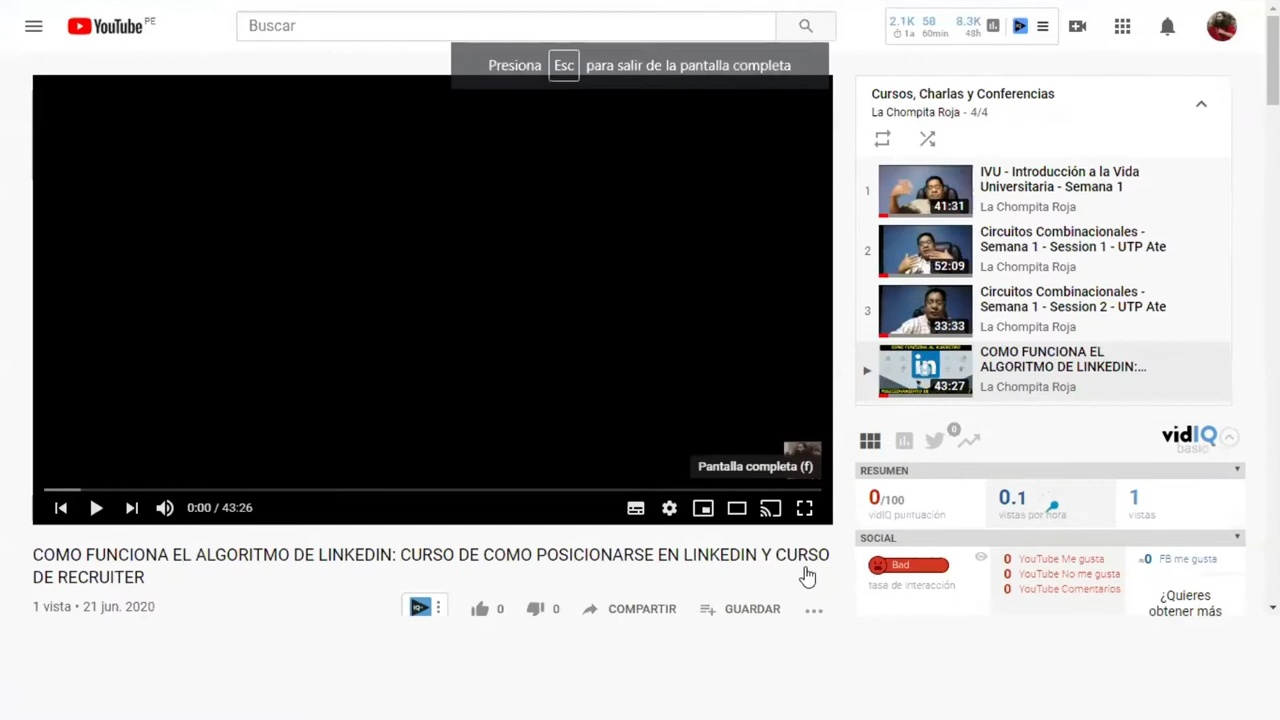 YouTube PE
Buscar
2.1K 50 8.3K
1a 60min 48h
Presiona Esc para salir de la pantalla completa
Cursos, Charlas y Conferencias
La Chompita Roja - 4/4
1
IVU - Introducción a la Vida
Universitaria - Semana 1
La Chompita Roja
41:31
2
Circuitos Combinacionales -
Semana 1 - Session 1 - UTP Ate
La Chompita Roja
52:09
3
Circuitos Combinacionales -
Semana 1 - Session 2 - UTP Ate
La Chompita Roja
33:33
COMO FUNCIONA EL
ALGORITMO DE LINKEDIN:...
La Chompita Roja
in
43:27
Pantalla completa (f)
0:00 / 43:26
COMO FUNCIONA EL ALGORITMO DE LINKEDIN: CURSO DE COMO POSICIONARSE EN LINKEDIN Y CURSO
DE RECRUITER
1 vista • 21 jun. 2020
0
0
COMPARTIR
GUARDAR
0
vidIQ
basic
RESUMEN
0/100
vidIQ puntuación
0.1
vistas por hora
1
vistas
SOCIAL
Bad
tasa de interacción
0 YouTube Me gusta
0 YouTube No me gusta
0 YouTube Comentarios
0 FB me gusta
¿Quieres
obtener más